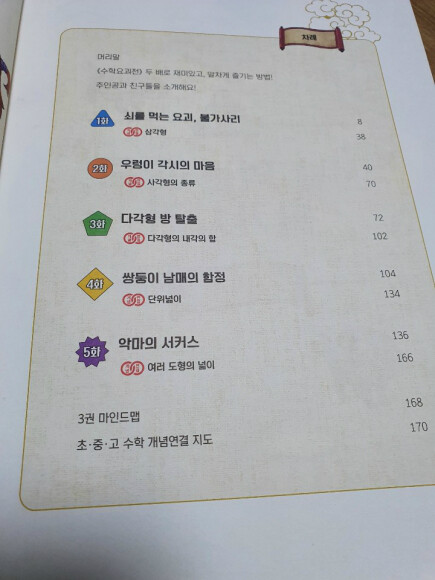 차례
머리말
《수학요괴전》 두 배로 재미있고, 알차게 즐기는 방법!
주인공과 친구들을 소개해요!
1화 쇠를 먹는 요괴, 불가사리 8
삼각형 38
2화 우렁이 각시의 마음 40
사각형의 종류 70
3화 다각형 방 탈출 72
다각형의 내각의 합 102
4화 쌍둥이 남매의 함정 104
단위넓이 134
5화 악마의 서커스 136
여러 도형의 넓이 166
3권 마인드맵 168
초·중·고 수학 개념연결 지도 170